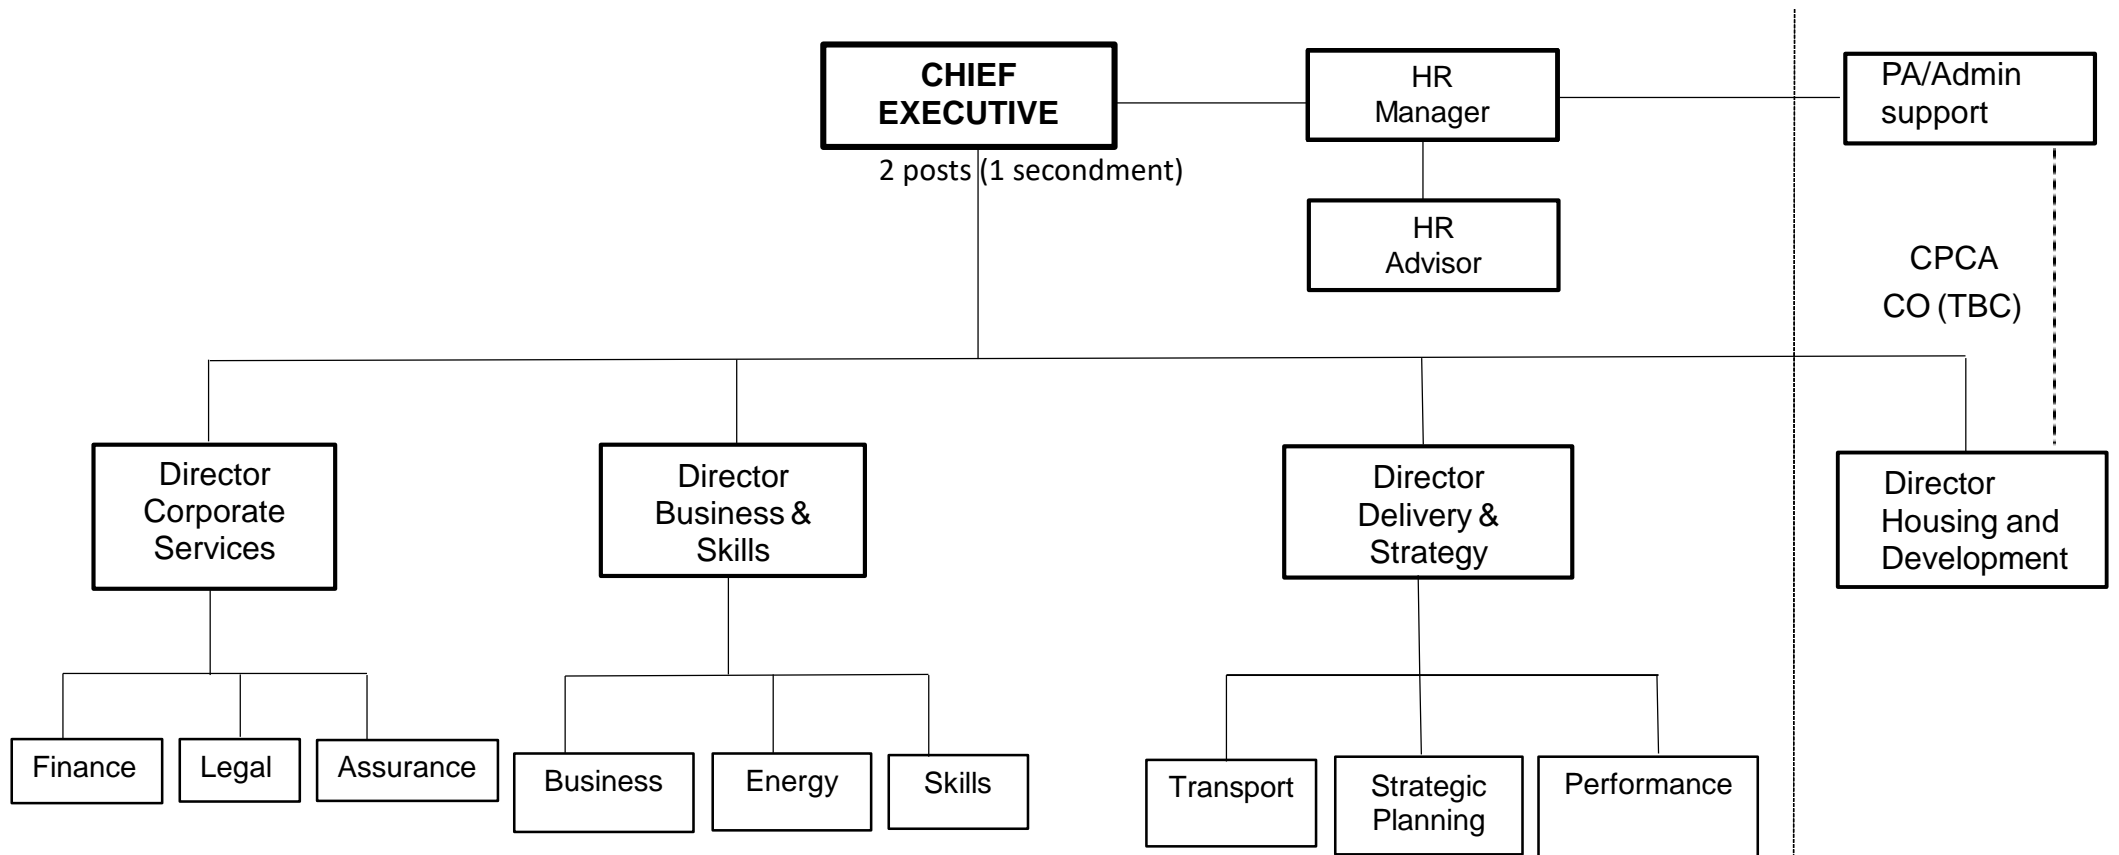 CHIEF
EXECUTIVE
2 posts (1 secondment)
HR
Manager
PA/Admin
support
HR
Advisor
CPCA
CO (TBC)
Director
Corporate
Services
Director
Business &
Skills
Director
Delivery &
Strategy
Director
Housing and
Development
Finance
Legal
Assurance
Business
Energy
Skills
Transport
Strategic
Planning
Performance